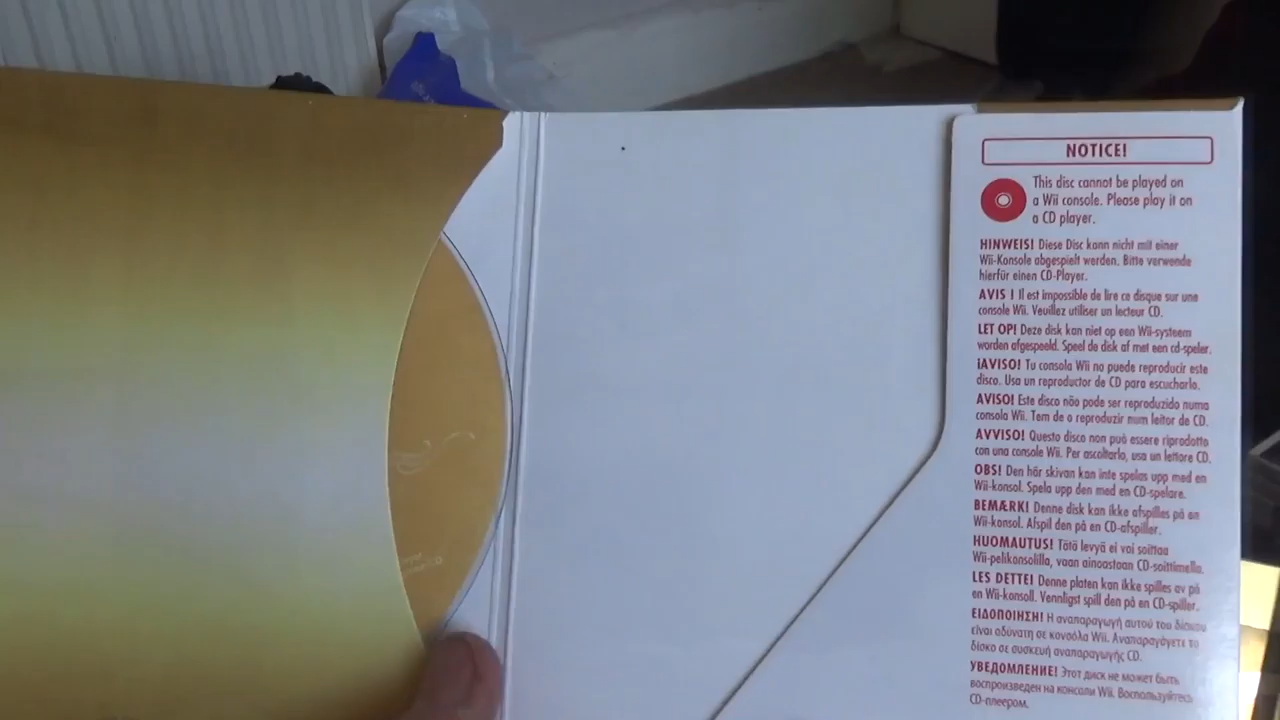 NOTICE!
This disc cannot be played on
a Wii console. Please play it on
a CD player.
HINWEIS! Diese Disc kann nicht mit einer
Wii-Konsole abgespielt werden. Bitte verwende
hierfür einen CD-Player.
AVIS ! Il est impossible de lire ce disque sur une
console Wii. Veuillez utiliser un lecteur CD.
LET OP! Deze disk kan niet op een Wii-systeem
worden afgespeeld. Speel de disk af met een cd-speler.
¡AVISO! Tu consola Wii no puede reproducir este
disco. Usa un reproductor de CD para escucharlo.
AVISO! Este disco não pode ser reproduzido numa
consola Wii. Tem de o reproduzir num leitor de CD.
AVVISO! Questo disco non può essere riprodotto
con una console Wii. Per ascoltarlo, usa un lettore CD.
OBS! Den här skivan kan inte spelas upp med en
Wii-konsol. Spela upp den med en CD-spelare.
BEMÆRK! Denne disk kan ikke afspilles på en
Wii-konsol. Afspil den på en CD-afspiller.
HUOMAUTUS! Tätä levyä ei voi soittaa
Wii-pelikonsolilla, vaan ainoastaan CD-soittimella.
LES DETTE! Denne platen kan ikke spilles av på
en Wii-konsoll. Vennligst spill den på en CD-spiller.
ΕΙΔΟΠΟΙΗΣΗ! Η αναπαραγωγή αυτού του δίσκου
είναι αδύνατη σε κονσόλα Wii. Αναπαραγάγετε το
δίσκο σε συσκευή αναπαραγωγής CD.
УВЕДОМЛЕНИЕ! Этот диск не может быть
воспроизведен на консоли Wii. Воспользуйтесь
CD-плеером.